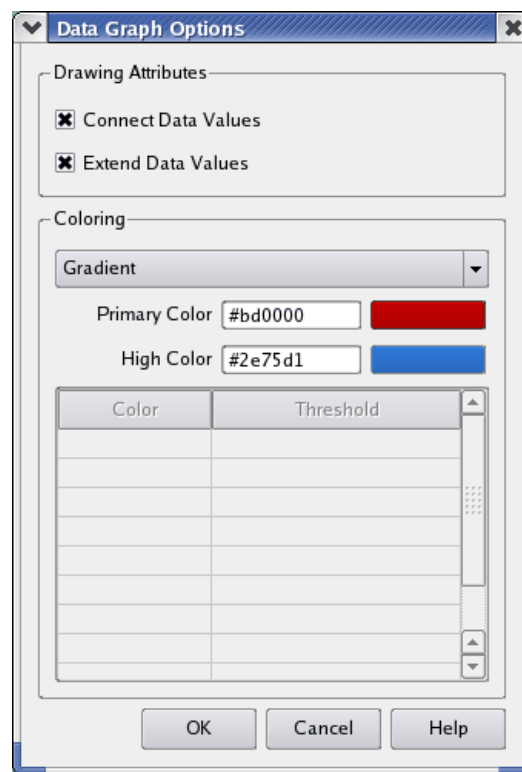 Data Graph Options
Drawing Attributes
Connect Data Values
Extend Data Values
Coloring
Gradient
Primary Color #bd0000
High Color #2e75d1
Color Threshold
OK Cancel Help